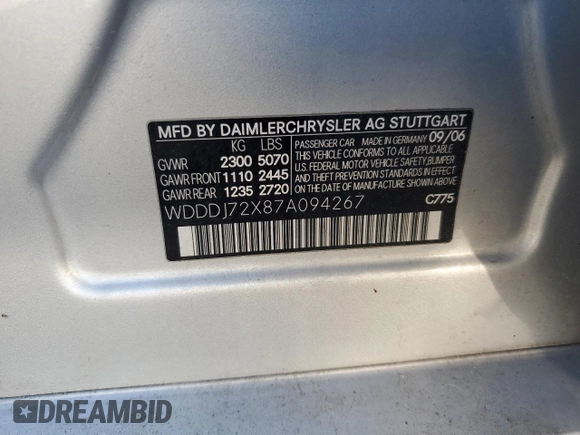 MFD BY DAIMLERCHRYSLER AG STUTTGART
KG LBS
GVWR 2300 5070
GAWR FRONT 1110 2445
GAWR REAR 1235 2720
PASSENGER CAR MADE IN GERMANY 09/06
THIS VEHICLE CONFORMS TO ALL APPLICABLE
U.S. FEDERAL MOTOR VEHICLE SAFETY, BUMPER
AND THEFT PREVENTION STANDARDS IN EFFECT
ON THE DATE OF MANUFACTURE SHOWN ABOVE.
WDDDJ72X87A094267
C775
DREAMBID